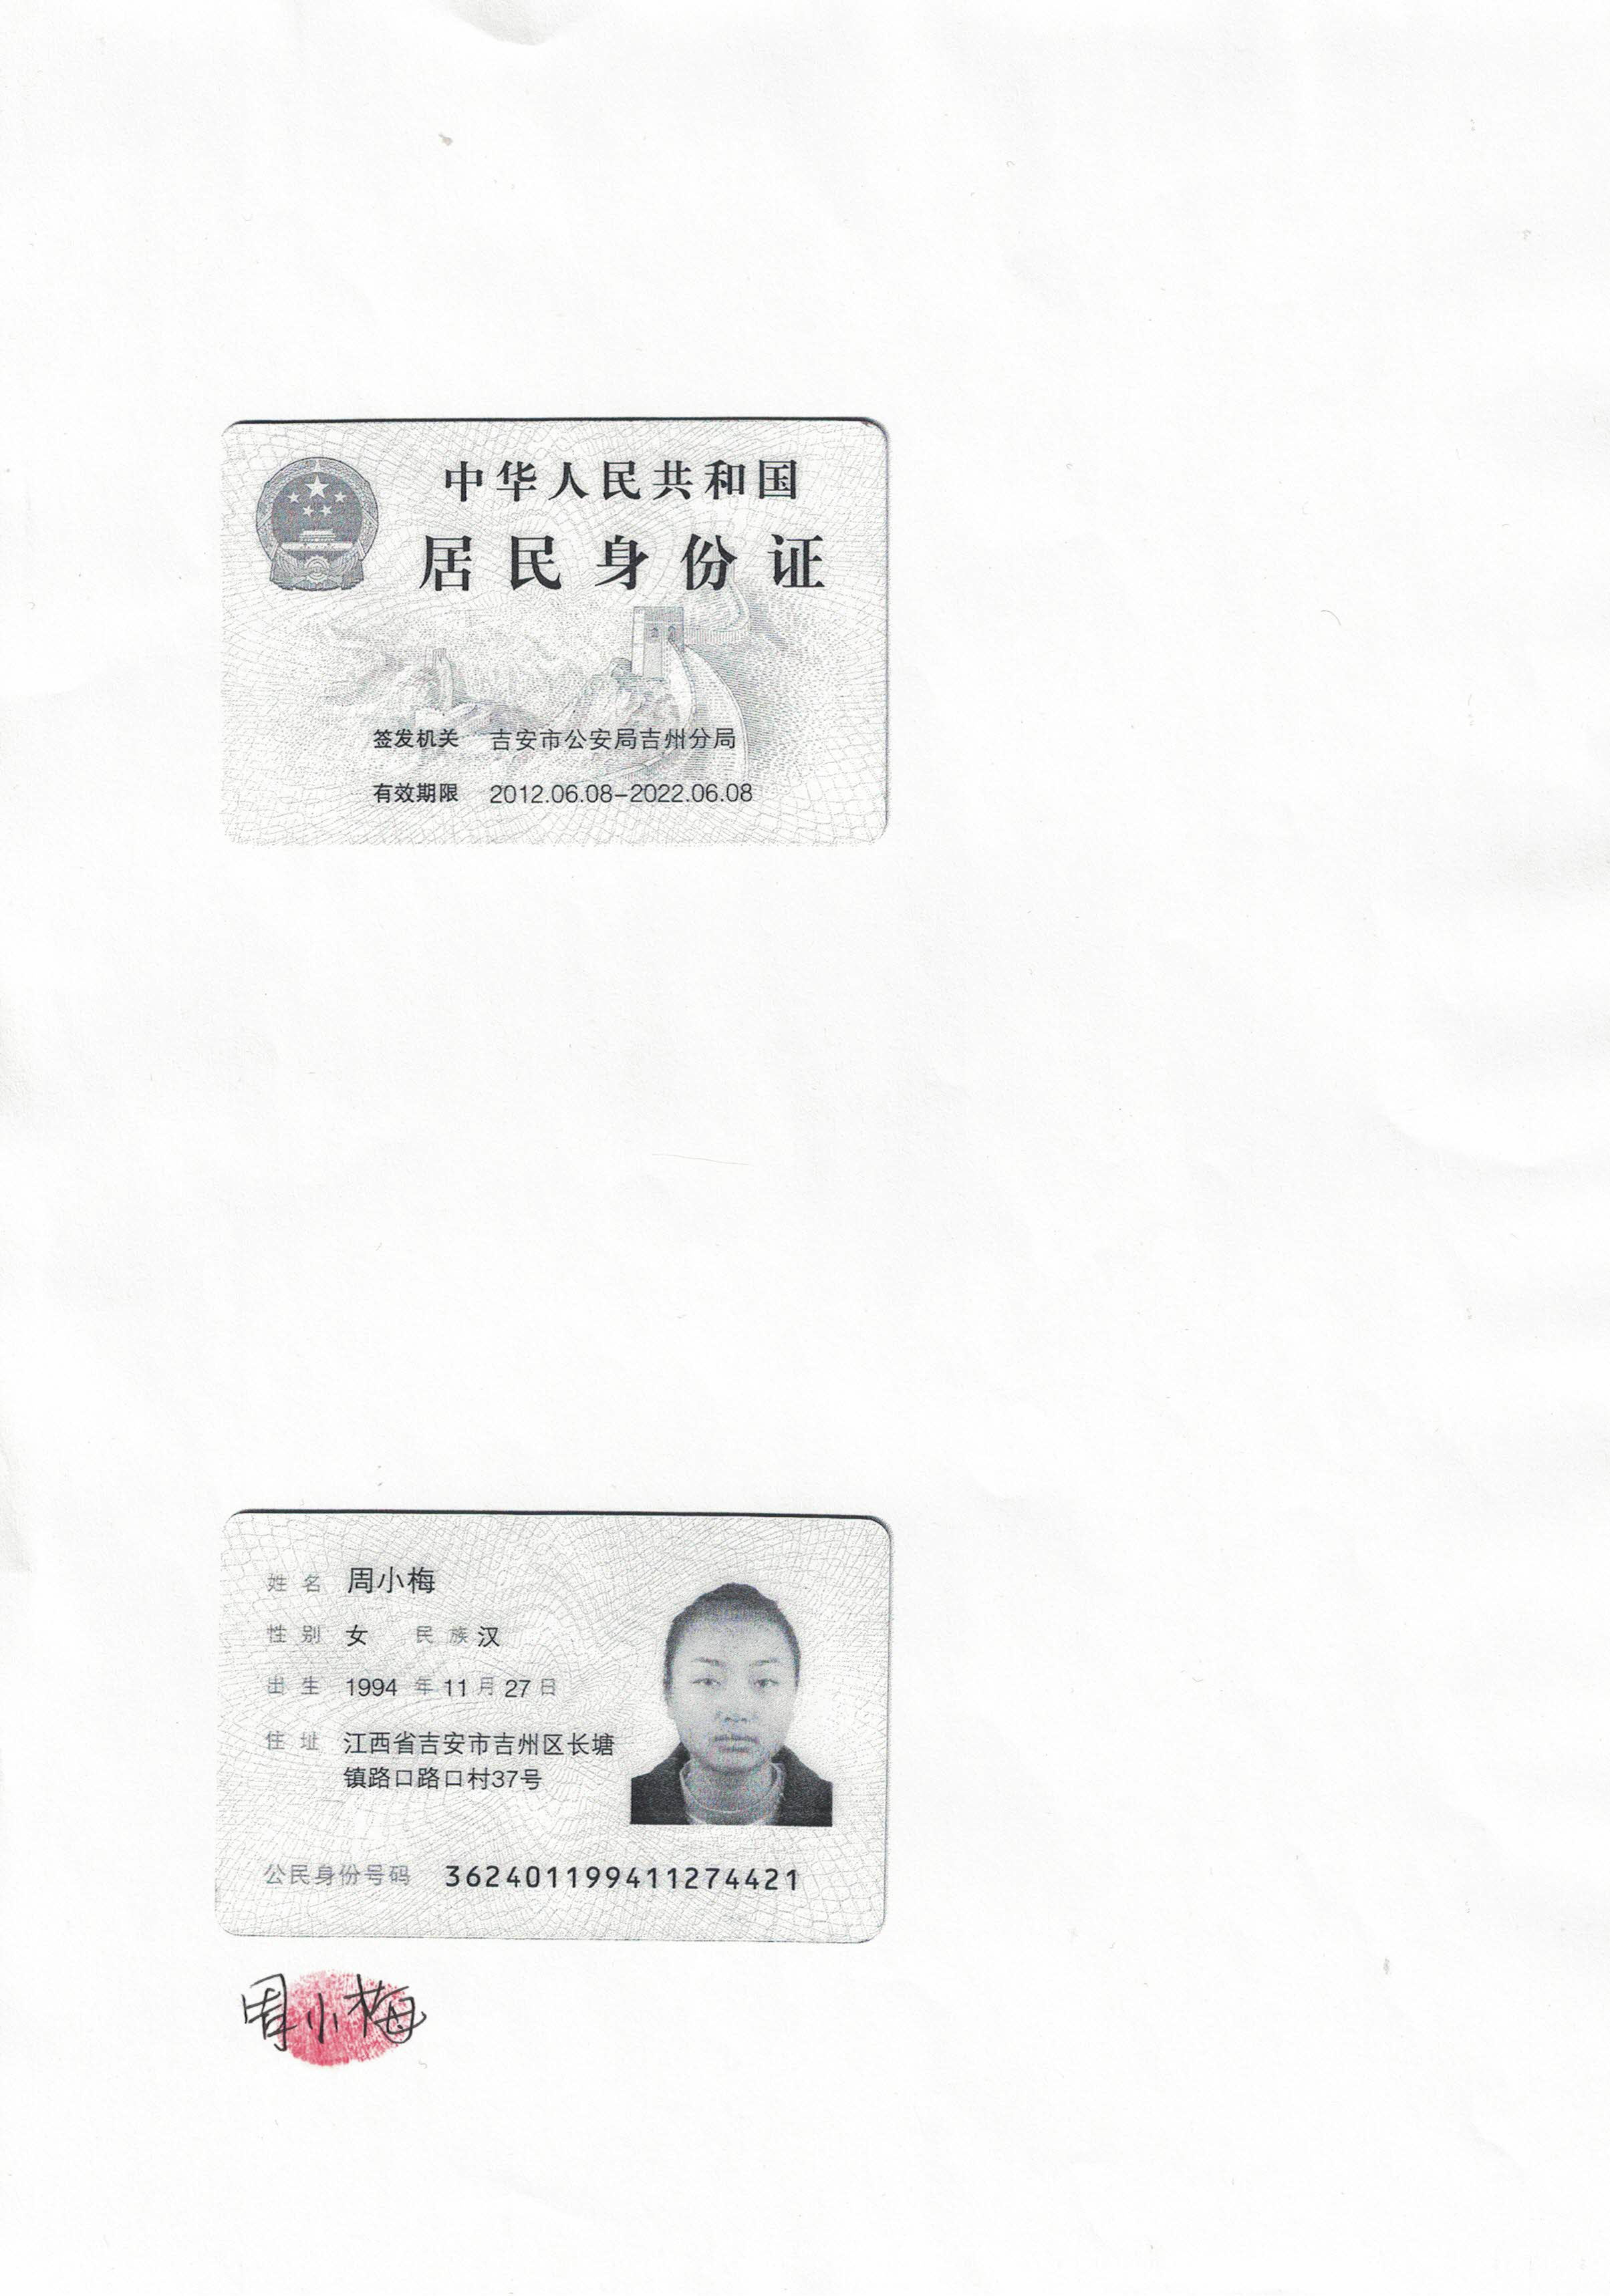 中华人民共和国
居民身份证
签发机关 吉安市公安局吉州分局
有效期限 2012.06.08-2022.06.08
姓名 周小梅
性别 女 民族 汉
出生 1994 年 11 月 27 日
住址 江西省吉安市吉州区长塘
镇路口路口村37号
公民身份号码 362401199411274421
周小梅